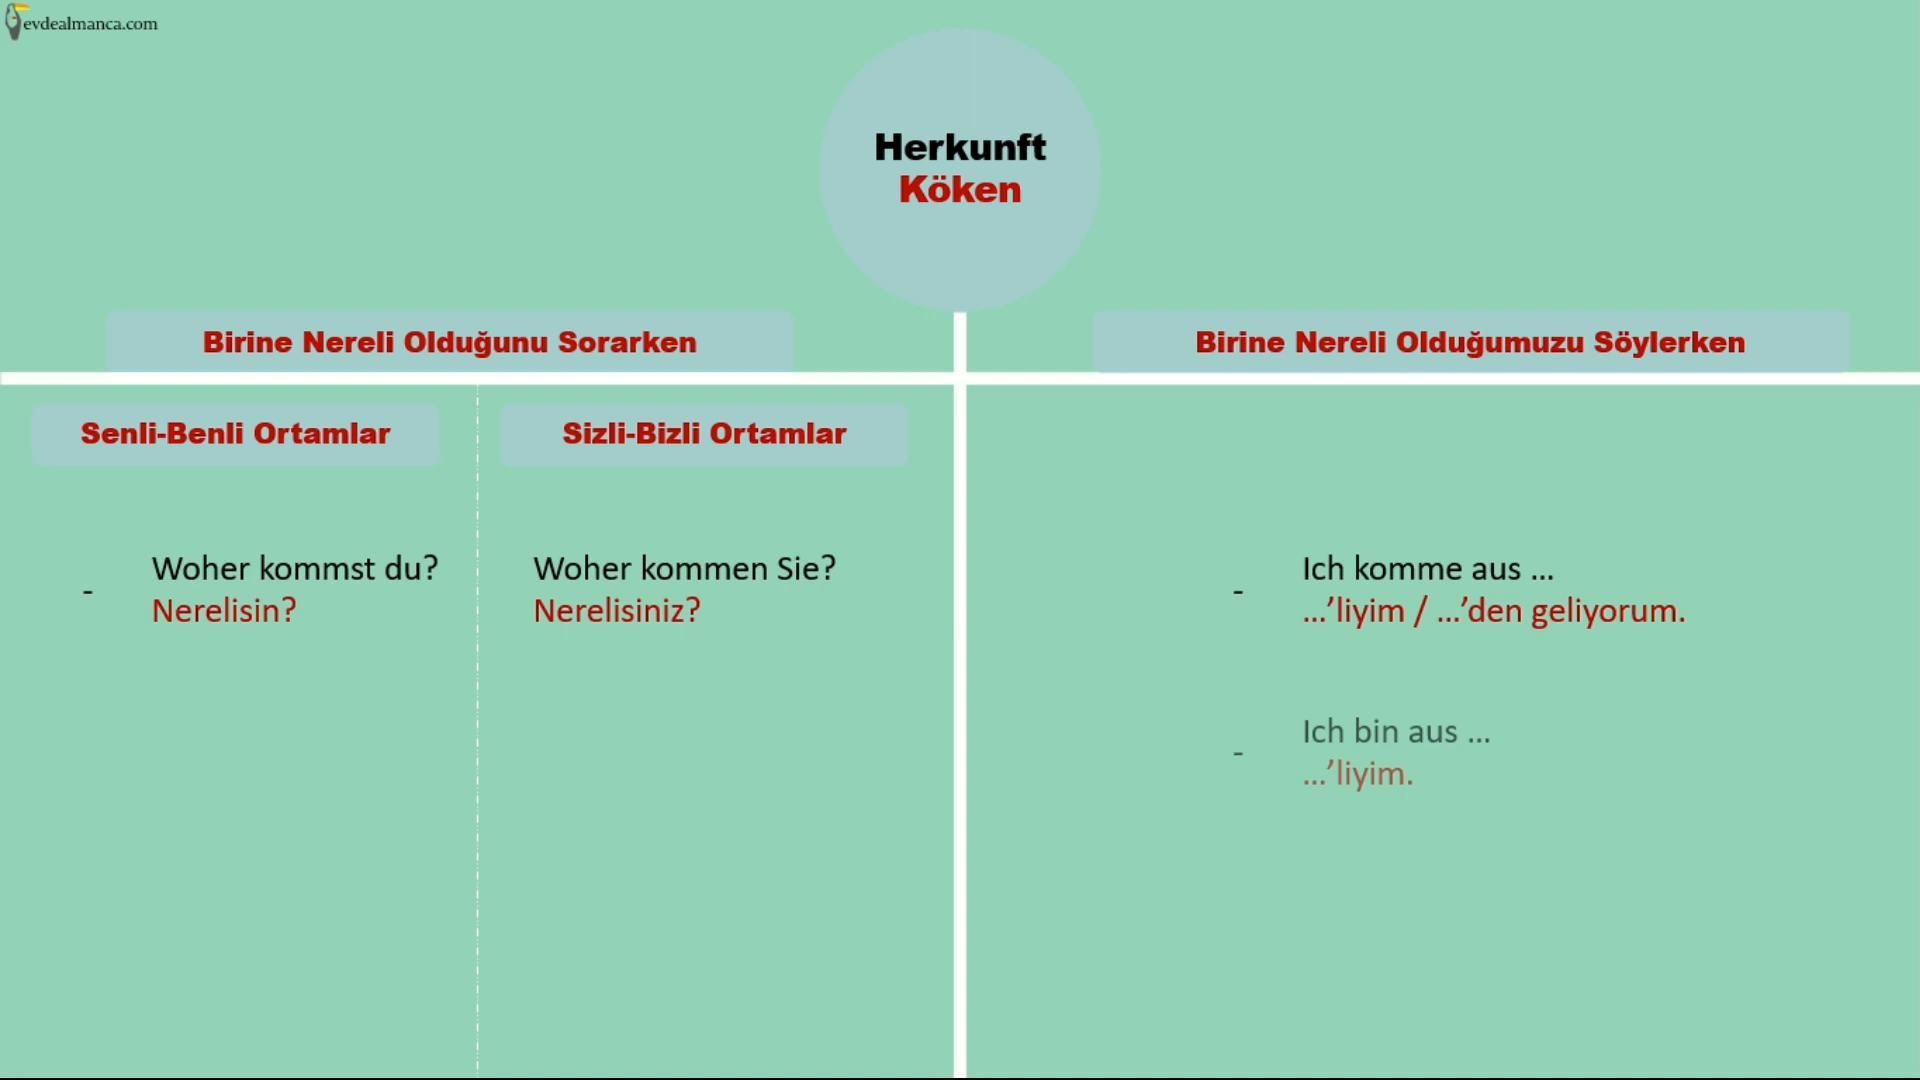 evdealmanca.com
Herkunft
Köken
Birine Nereli Olduğunu Sorarken
Birine Nereli Olduğumuzu Söylerken
Senli-Benli Ortamlar
Sizli-Bizli Ortamlar
- Woher kommst du?
Nerelisin?
Woher kommen Sie?
Nerelisiniz?
- Ich komme aus ...
...’liyim / ...’den geliyorum.
- Ich bin aus ...
...’liyim.